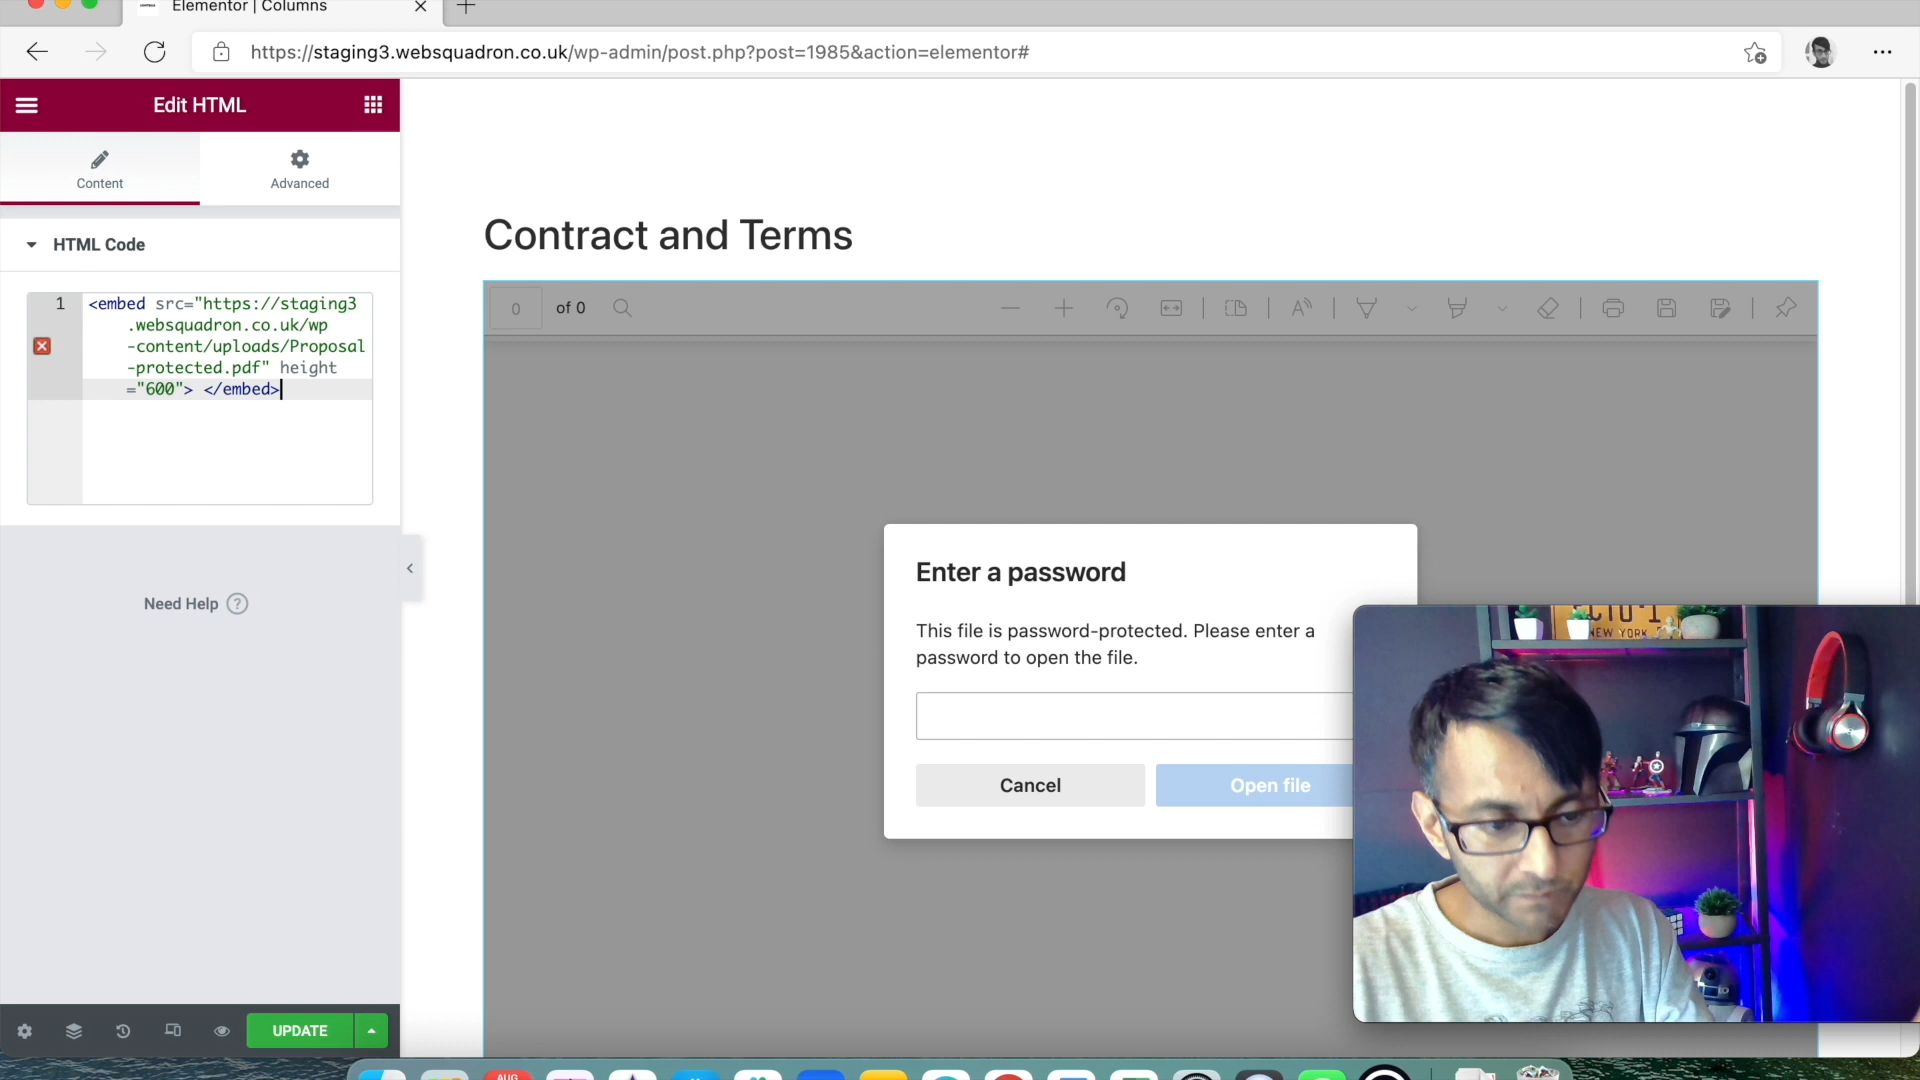 Elementor | Columns
https://staging3.websquadron.co.uk/wp-admin/post.php?post=1985&action=elementor#
Edit HTML
Content
Advanced
HTML Code
1
<embed src="https://staging3
.websquadron.co.uk/wp
-content/uploads/Proposal
-protected.pdf" height
="600"> </embed>
Need Help ?
UPDATE
Contract and Terms
0 of 0
Enter a password
This file is password-protected. Please enter a
password to open the file.
Cancel
Open file
NEW YORK
AUG